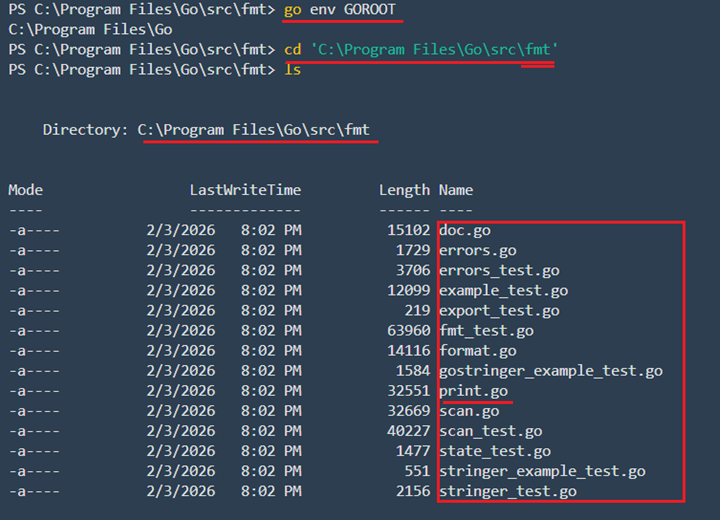 PS C:\Program Files\Go\src\fmt> go env GOROOT
C:\Program Files\Go
PS C:\Program Files\Go\src\fmt> cd 'C:\Program Files\Go\src\fmt'
PS C:\Program Files\Go\src\fmt> ls
Directory: C:\Program Files\Go\src\fmt
Mode LastWriteTime Length Name
---- ------------- ------ ----
-a---- 2/3/2026 8:02 PM 15102 doc.go
-a---- 2/3/2026 8:02 PM 1729 errors.go
-a---- 2/3/2026 8:02 PM 3706 errors_test.go
-a---- 2/3/2026 8:02 PM 12099 example_test.go
-a---- 2/3/2026 8:02 PM 219 export_test.go
-a---- 2/3/2026 8:02 PM 63960 fmt_test.go
-a---- 2/3/2026 8:02 PM 14116 format.go
-a---- 2/3/2026 8:02 PM 1584 gostringer_example_test.go
-a---- 2/3/2026 8:02 PM 32551 print.go
-a---- 2/3/2026 8:02 PM 32669 scan.go
-a---- 2/3/2026 8:02 PM 40227 scan_test.go
-a---- 2/3/2026 8:02 PM 1477 state_test.go
-a---- 2/3/2026 8:02 PM 551 stringer_example_test.go
-a---- 2/3/2026 8:02 PM 2156 stringer_test.go